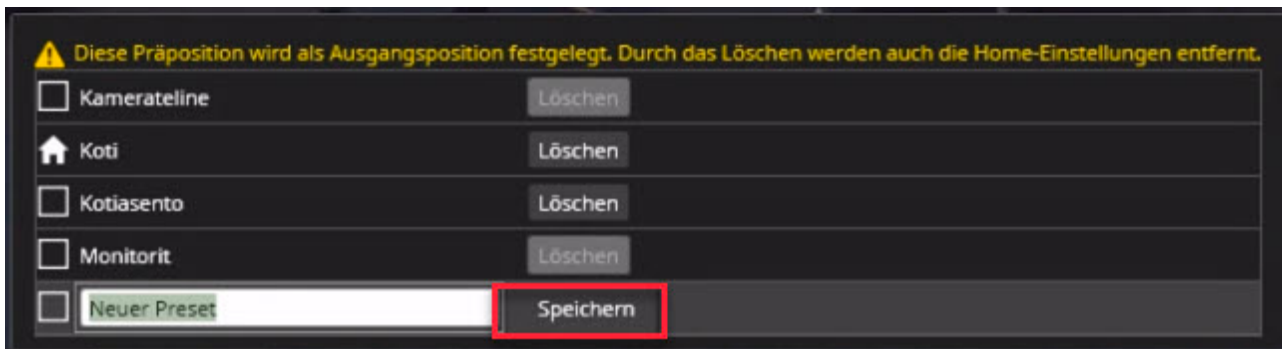 Diese Präposition wird als Ausgangsposition festgelegt. Durch das Löschen werden auch die Home-Einstellungen entfernt.
Kamerateline Löschen
Koti Löschen
Kotiasento Löschen
Monitorit Löschen
Neuer Preset Speichern